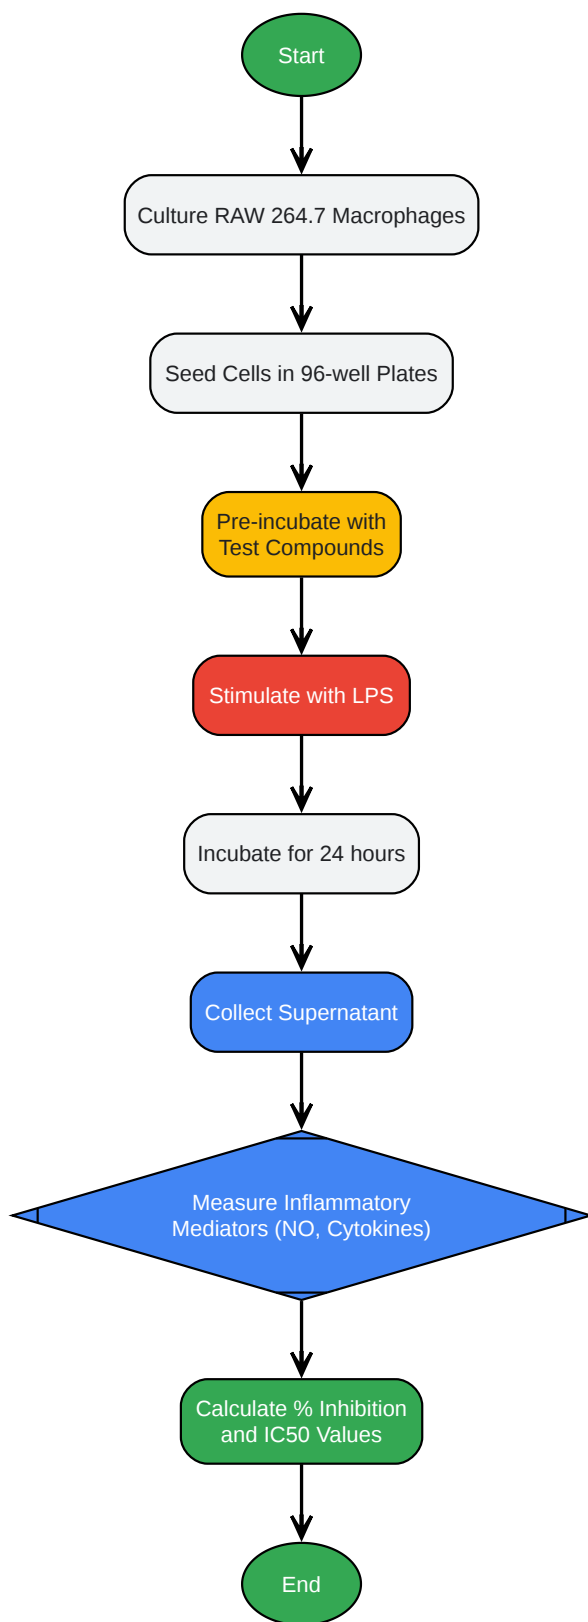 Start
Culture RAW 264.7 Macrophages
Seed Cells in 96-well Plates
Pre-incubate with
Test Compounds
Stimulate with LPS
Incubate for 24 hours
Collect Supernatant
Measure Inflammatory
Mediators (NO, Cytokines)
Calculate % Inhibition
and IC50 Values
End